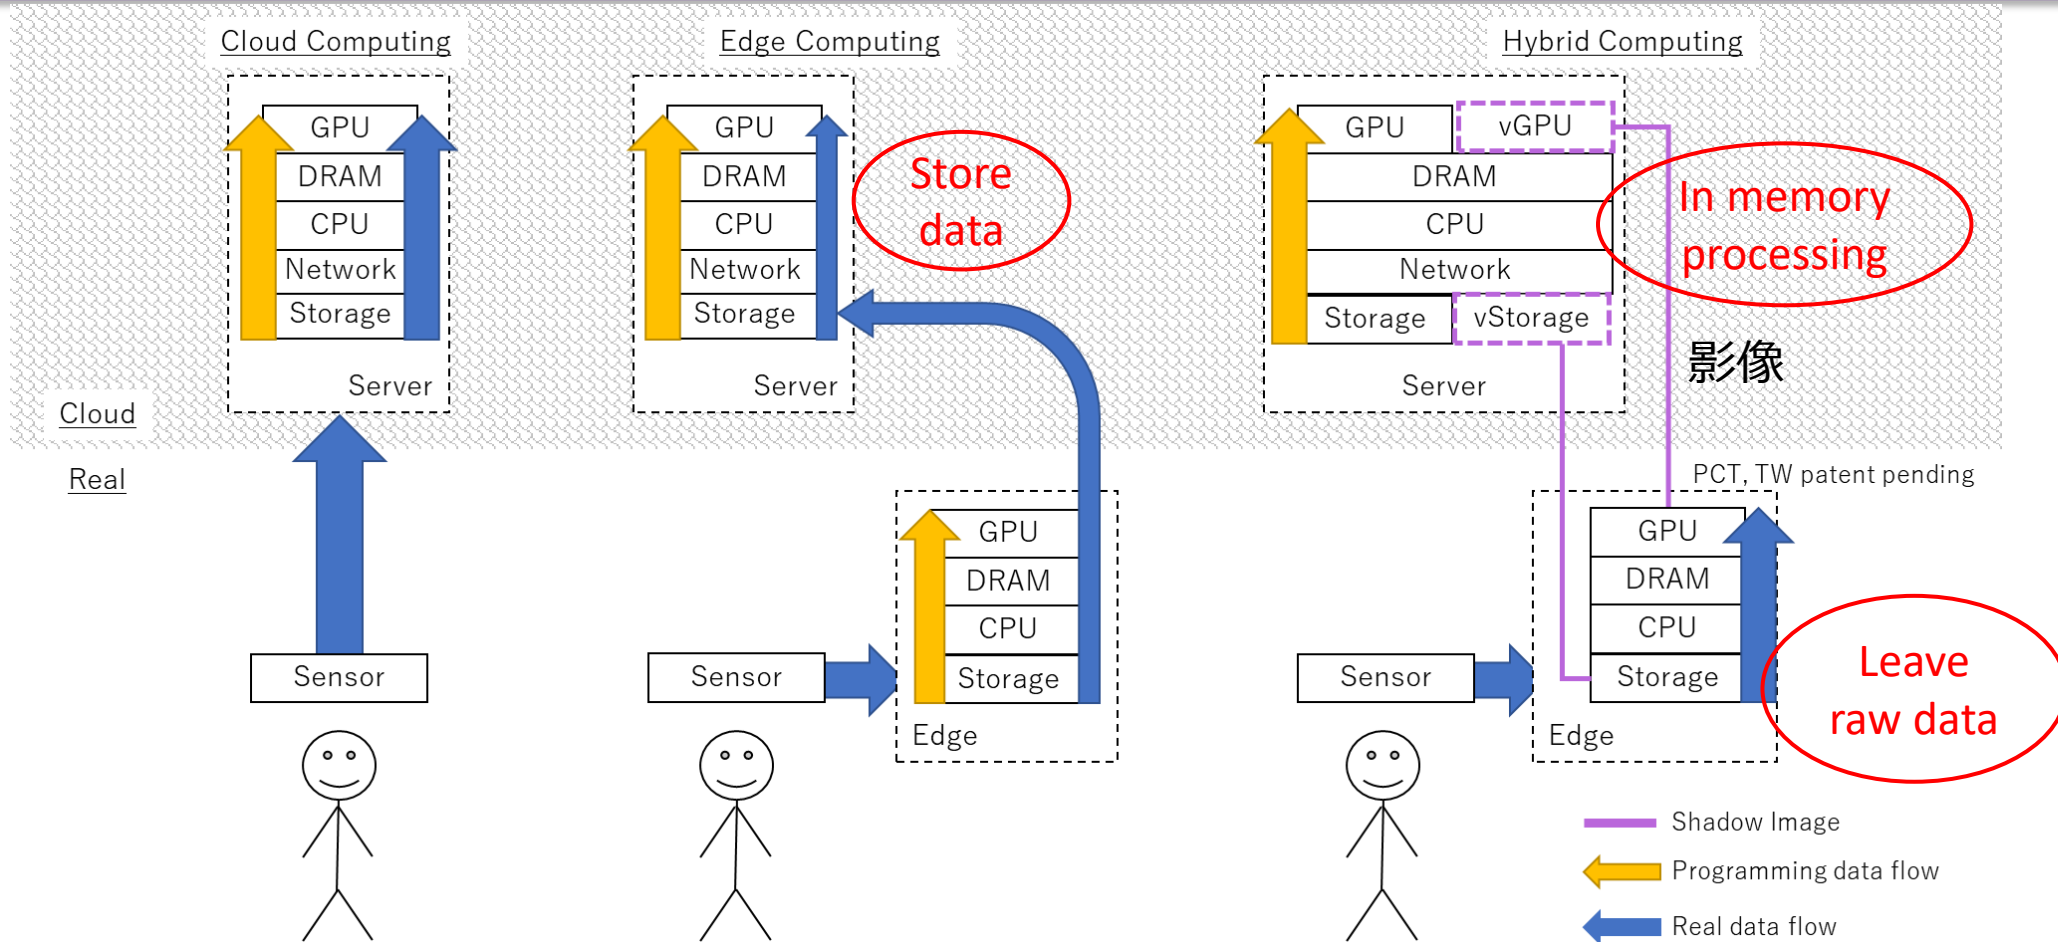 Cloud Computing
GPU
DRAM
CPU
Network
Storage
Server
Edge Computing
GPU
DRAM
CPU
Network
Storage
Server
Store
data
Hybrid Computing
GPU
vGPU
DRAM
CPU
Network
Storage
vStorage
Server
In memory
processing
影像
Cloud
Real
PCT, TW patent pending
Sensor
Sensor
GPU
DRAM
CPU
Storage
Edge
Sensor
GPU
DRAM
CPU
Storage
Edge
Leave
raw data
Shadow Image
Programming data flow
Real data flow